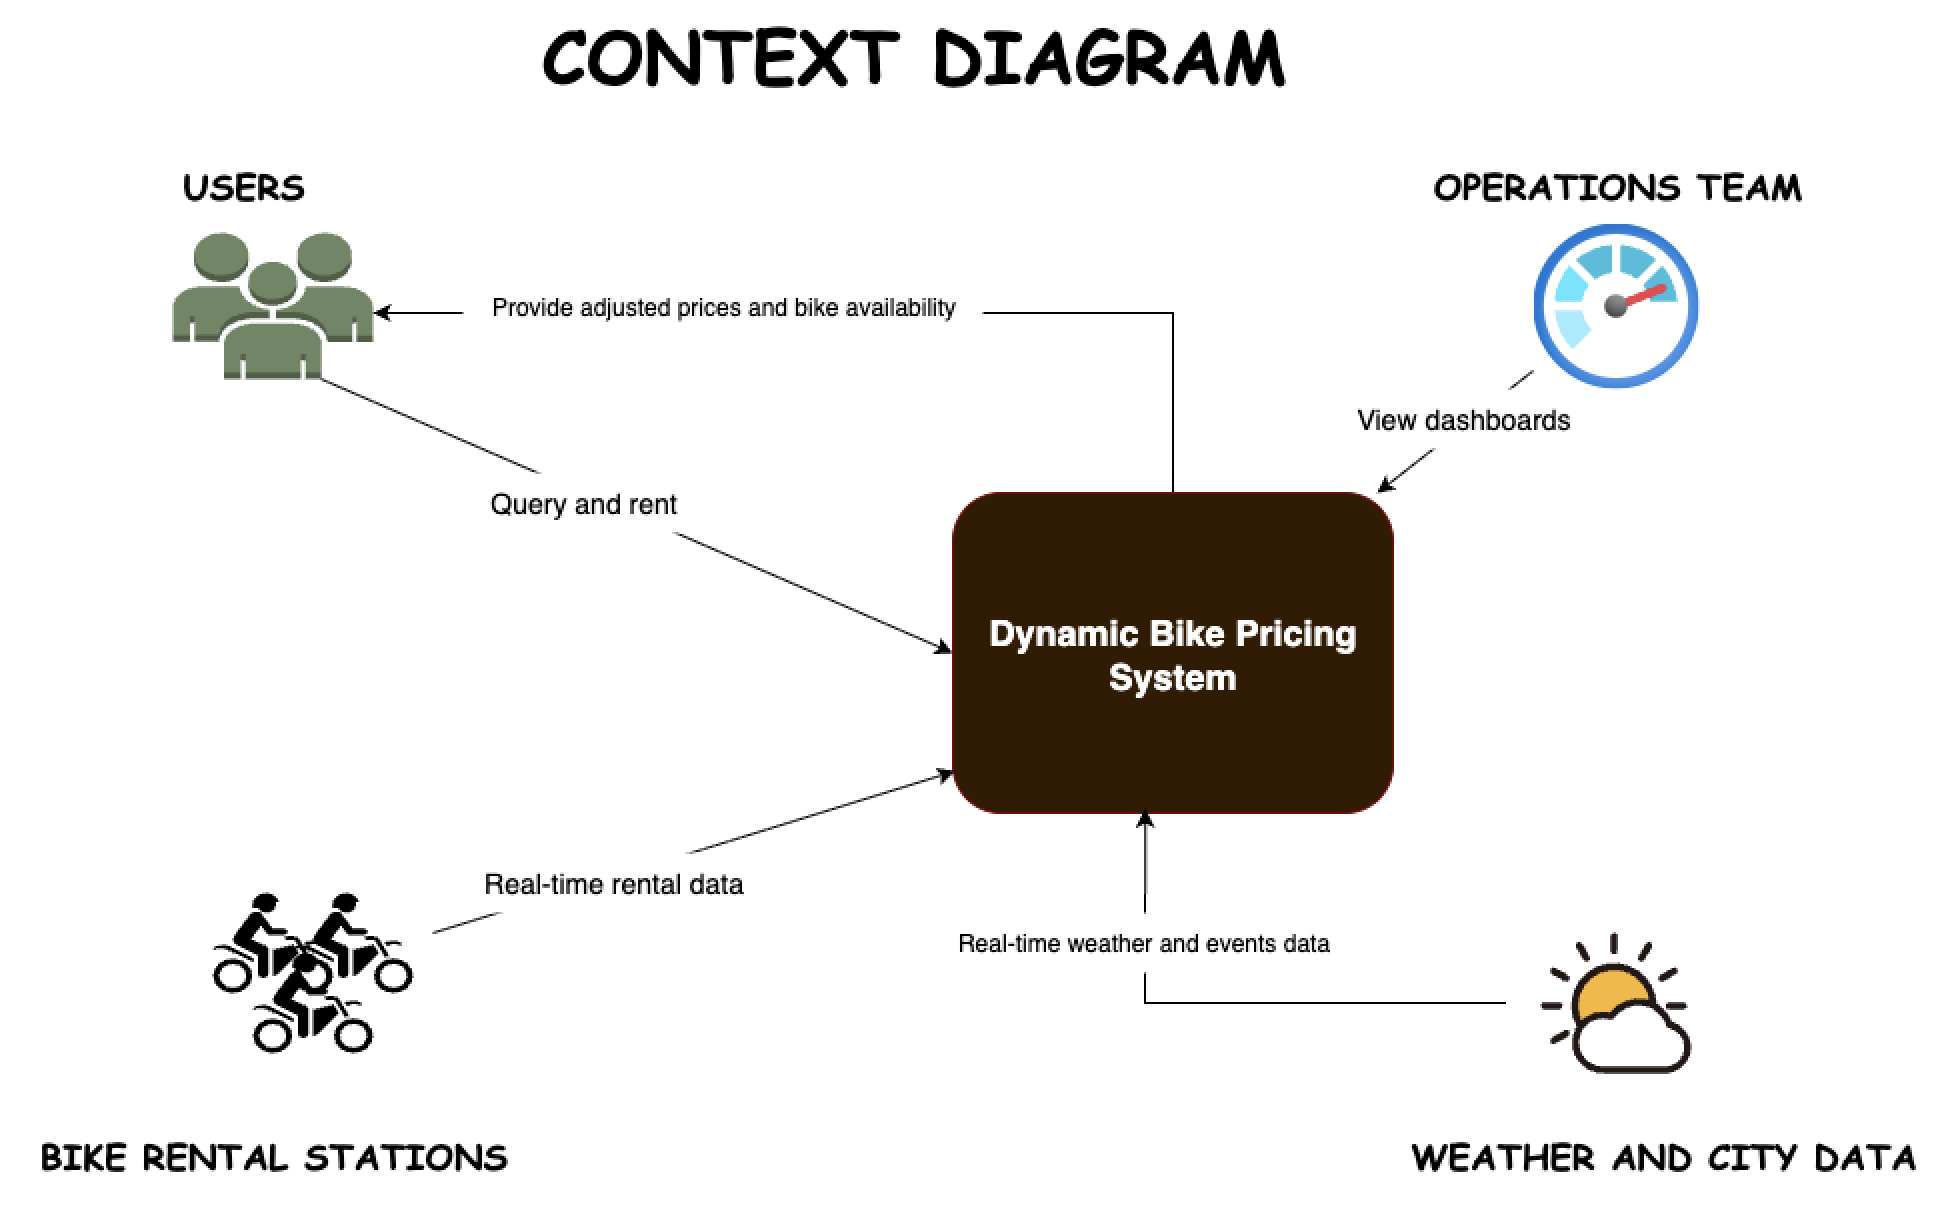 CONTEXT DIAGRAM
USERS
OPERATIONS TEAM
Provide adjusted prices and bike availability
View dashboards
Query and rent
Dynamic Bike Pricing
System
Real-time rental data
Real-time weather and events data
BIKE RENTAL STATIONS
WEATHER AND CITY DATA